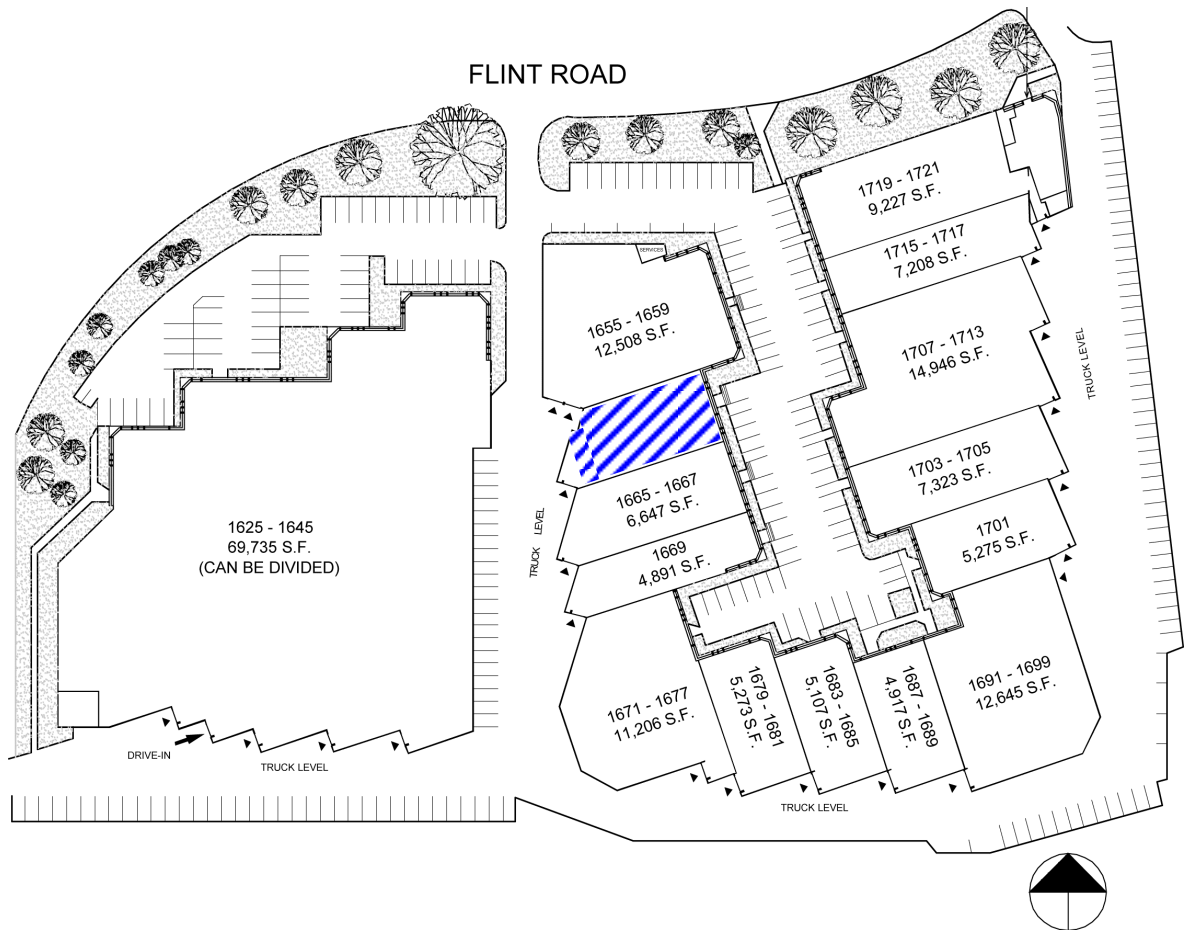 FLINT ROAD
1719 - 1721
9,227 S.F.
1715 - 1717
7,208 S.F.
SERVICES
1655 - 1659
12,508 S.F.
1707 - 1713
14,946 S.F.
TRUCK LEVEL
1703 - 1705
7,323 S.F.
1665 - 1667
6,647 S.F.
TRUCK LEVEL
1701
5,275 S.F.
1669
4,891 S.F.
1625 - 1645
69,735 S.F.
(CAN BE DIVIDED)
1671 - 1677
11,206 S.F.
1679 - 1681
5,273 S.F.
1683 - 1685
5,107 S.F.
1687 - 1689
4,917 S.F.
1691 - 1699
12,645 S.F.
DRIVE-IN
TRUCK LEVEL
TRUCK LEVEL